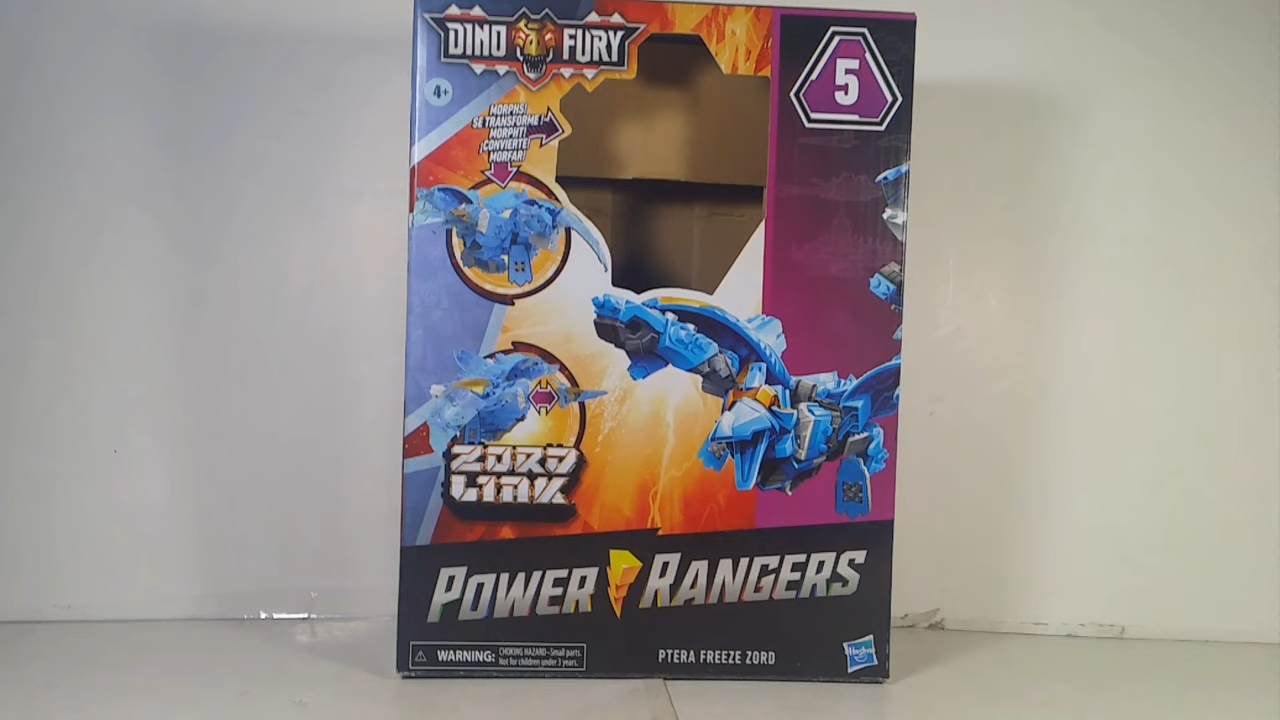 DINO FURY
5
4+
MORPHS!
SE TRANSFORME !
MORPHT!
¡CONVIERTE!
MORFAR!
ZORD
LINK
POWER RANGERS
WARNING: CHOKING HAZARD–Small parts.
Not for children under 3 years.
PTERA FREEZE ZORD
Hasbro